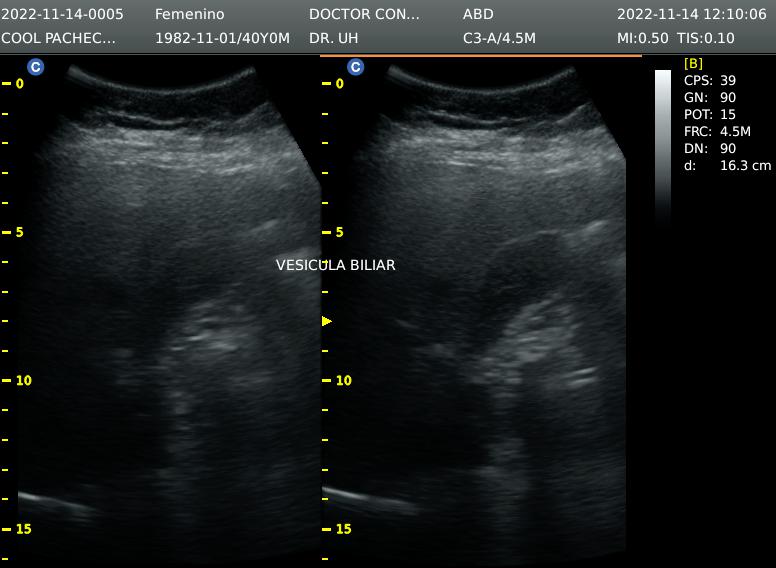 2022-11-14-0005 Femenino DOCTOR CON... ABD 2022-11-14 12:10:06
COOL PACHEC... 1982-11-01/40Y0M DR. UH C3-A/4.5M MI:0.50 TIS:0.10
C C [B]
0 0 CPS: 39
GN: 90
POT: 15
FRC: 4.5M
DN: 90
d: 16.3 cm
5 5
VESICULA BILIAR
10 10
15 15